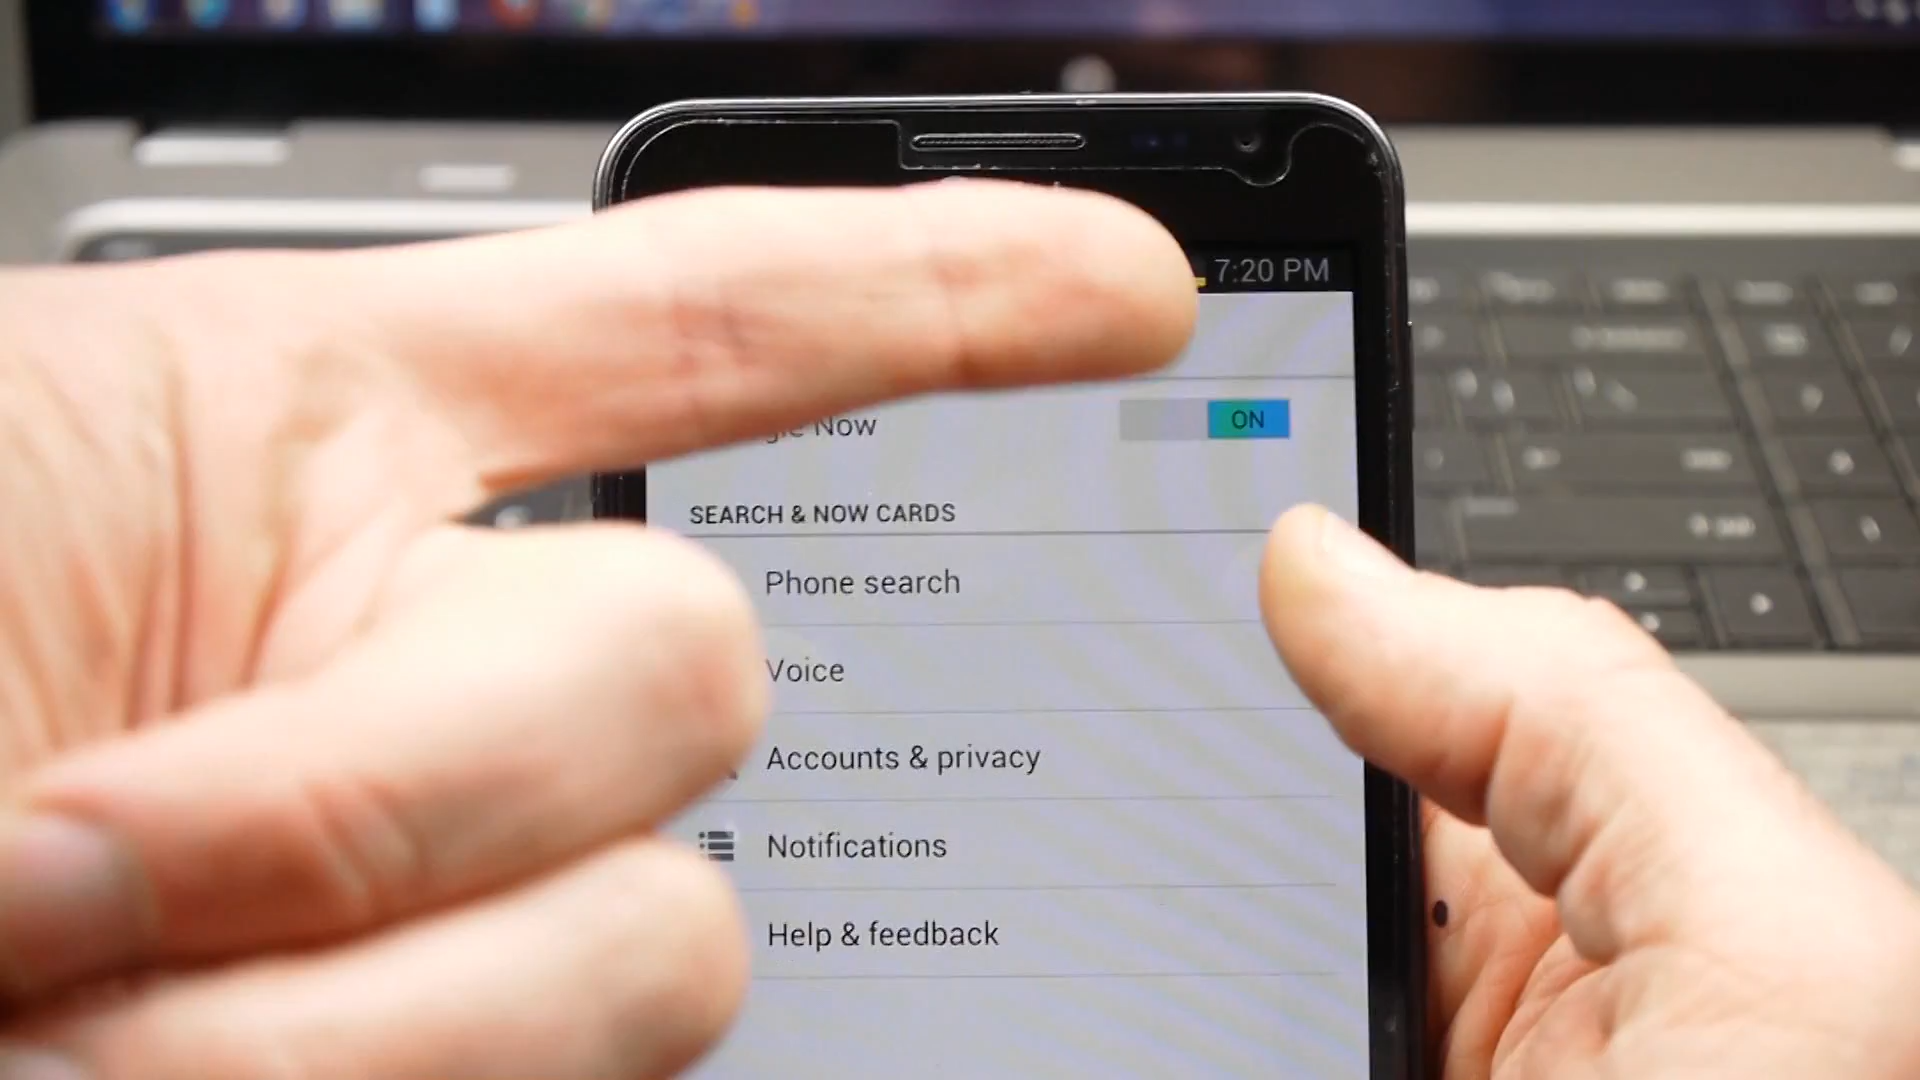 7:20 PM
Now
ON
SEARCH & NOW CARDS
Phone search
Voice
Accounts & privacy
Notifications
Help & feedback